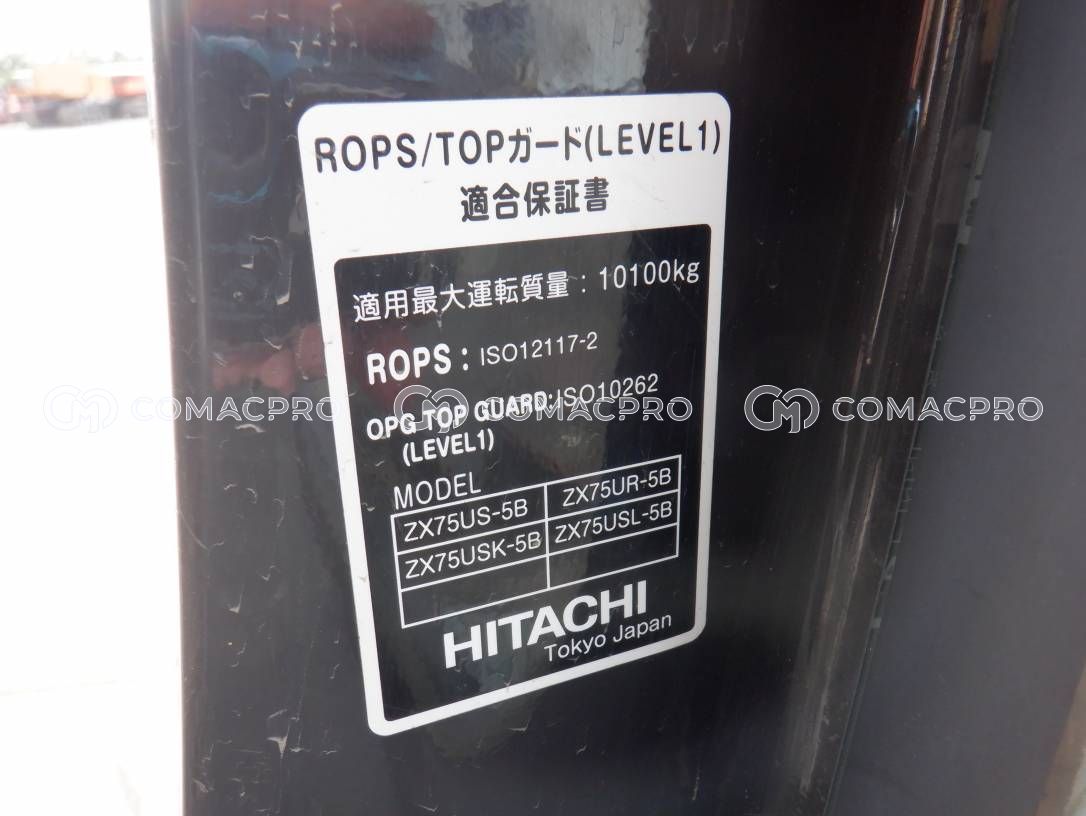 ROPS/TOPガード(LEVEL1)
適合保証書
適用最大運転質量 : 10100kg
ROPS : ISO12117-2
OPG TOP GUARD:ISO10262
(LEVEL1)
COMACPRO COMACPRO COMACPRO
MODEL
ZX75US-5B ZX75UR-5B
ZX75USK-5B ZX75USL-5B
HITACHI
Tokyo Japan